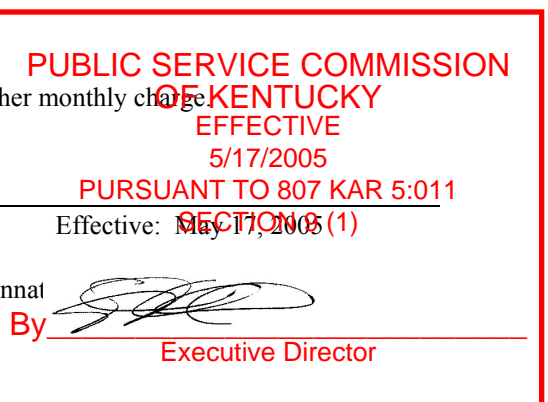 PUBLIC SERVICE COMMISSION
her monthly charge.
OF KENTUCKY
EFFECTIVE
5/17/2005
PURSUANT TO 807 KAR 5:011
SECTION 9 (1)
Effective: May 17, 2005
nnat
By
Executive Director